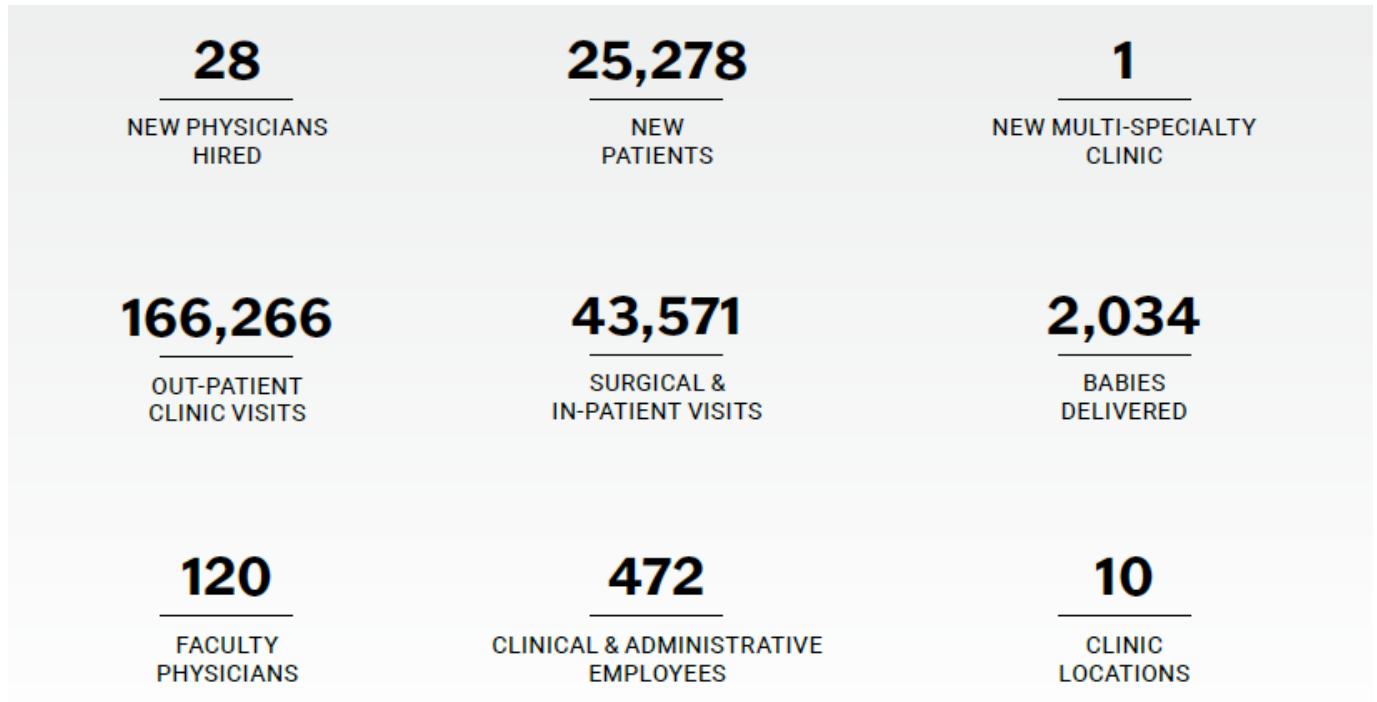 28
NEW PHYSICIANS
HIRED
25,278
NEW
PATIENTS
1
NEW MULTI-SPECIALTY
CLINIC
166,266
OUT-PATIENT
CLINIC VISITS
43,571
SURGICAL &
IN-PATIENT VISITS
2,034
BABIES
DELIVERED
120
FACULTY
PHYSICIANS
472
CLINICAL & ADMINISTRATIVE
EMPLOYEES
10
CLINIC
LOCATIONS